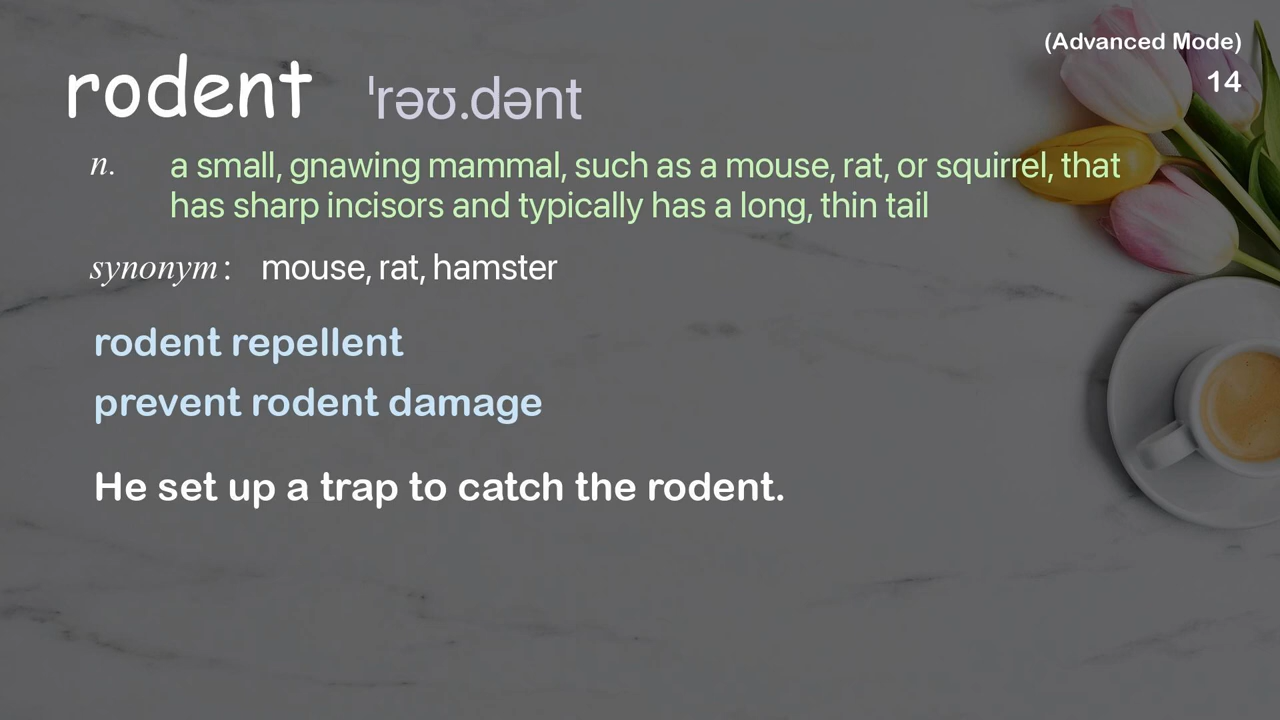 (Advanced Mode)
14
rodent ˈrəʊ.dənt
n. a small, gnawing mammal, such as a mouse, rat, or squirrel, that
has sharp incisors and typically has a long, thin tail
synonym: mouse, rat, hamster
rodent repellent
prevent rodent damage
He set up a trap to catch the rodent.